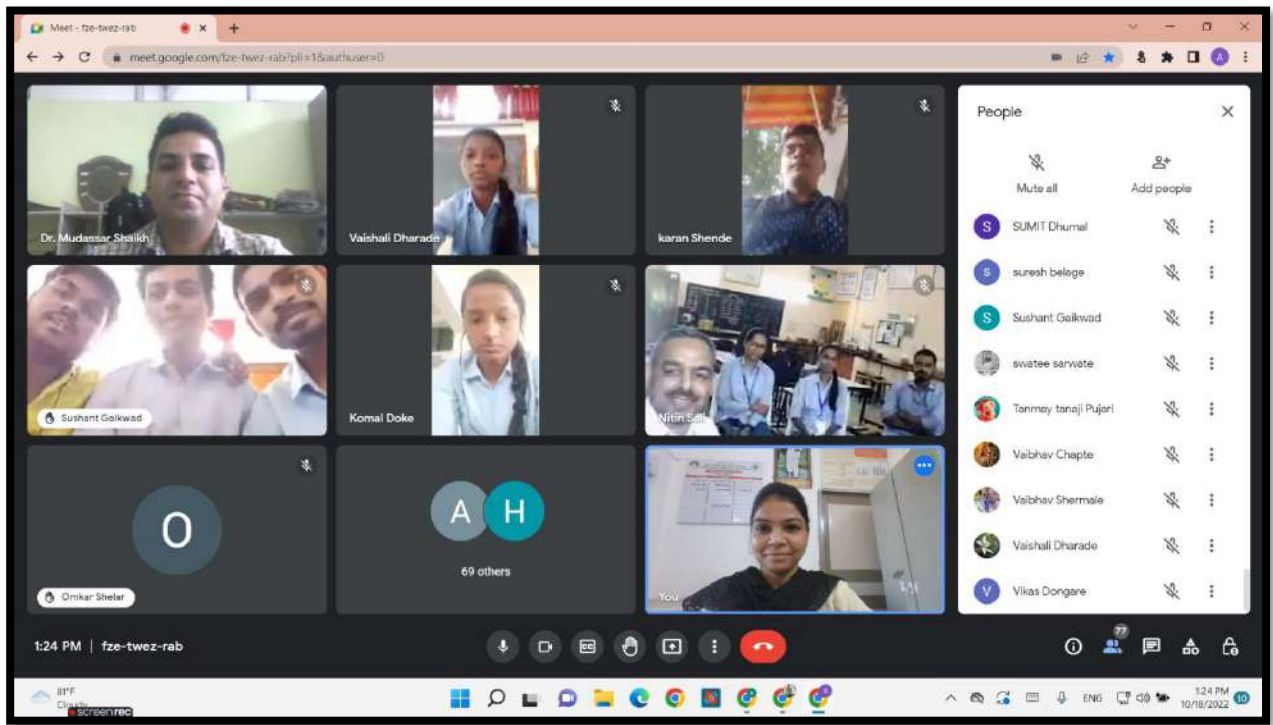 Meet - fze-twez-rab
meet.google.com/fze-twez-rab?pli=1&authuser=0
A
People
Mute all
Add people
Dr. Mudassar Shaikh
Vaishali Dharade
karan Shende
S SUMIT Dhumal
s suresh belage
S Sushant Gaikwad
swatee sarwate
Tanmay tanaji Pujari
Vaibhav Chapte
Vaibhav Shermale
Vaishali Dharade
V Vikas Dongare
Sushant Gaikwad
Komal Doke
Nitin
O
Omkar Shelar
A H
69 others
You
1:24 PM | fze-twez-rab
CC
77
81°F
Cloudy
screenrec
ENG
1:24 PM
10/18/2022
10